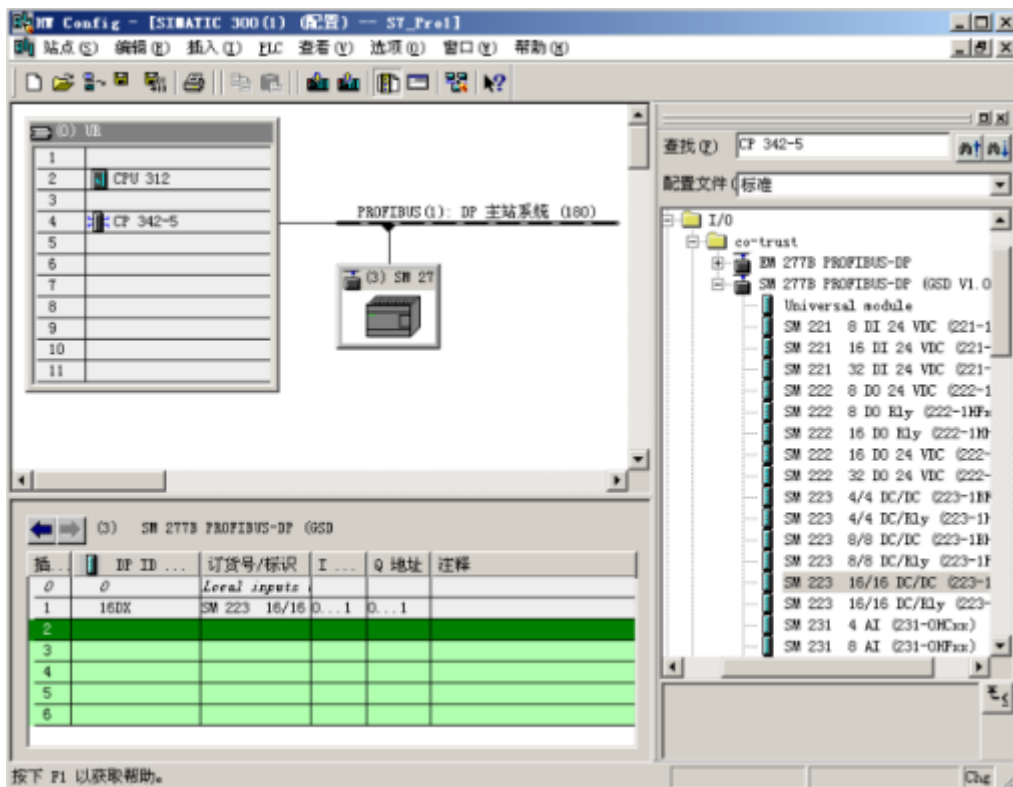 HW Config - [SIMATIC 300(1) (配置) -- S7_Pro1]
站点(S) 编辑(E) 插入(I) PLC 查看(V) 选项(O) 窗口(W) 帮助(H)
(0) UR
1
2 CPU 312
3
4 CP 342-5
5
6
7
8
9
10
11
PROFIBUS(1): DP 主站系统 (180)
(3) SM 27
查找(F) CP 342-5
配置文件( 标准
I/O
co-trust
EM 277B PROFIBUS-DP
SM 277B PROFIBUS-DP (GSD V1.0
Universal module
SM 221 8 DI 24 VDC (221-1
SM 221 16 DI 24 VDC (221-
SM 221 32 DI 24 VDC (221-
SM 222 8 DO 24 VDC (222-1
SM 222 8 DO Rly (222-1HFx
SM 222 16 DO Rly (222-1HH
SM 222 16 DO 24 VDC (222-
SM 222 32 DO 24 VDC (222-
SM 223 4/4 DC/DC (223-1BF
SM 223 4/4 DC/Rly (223-1H
SM 223 8/8 DC/DC (223-1BH
SM 223 8/8 DC/Rly (223-1F
SM 223 16/16 DC/DC (223-1
SM 223 16/16 DC/Rly (223-
SM 231 4 AI (231-0HCxx)
SM 231 8 AI (231-0HFxx)
(3) SM 277B PROFIBUS-DP (GSD
插... DP ID ... 订货号/标识 I ... Q 地址 注释
0 0 Local inputs
1 16DX SM 223 16/16 0...1 0...1
2
3
4
5
6
按下 F1 以获取帮助。
Chg